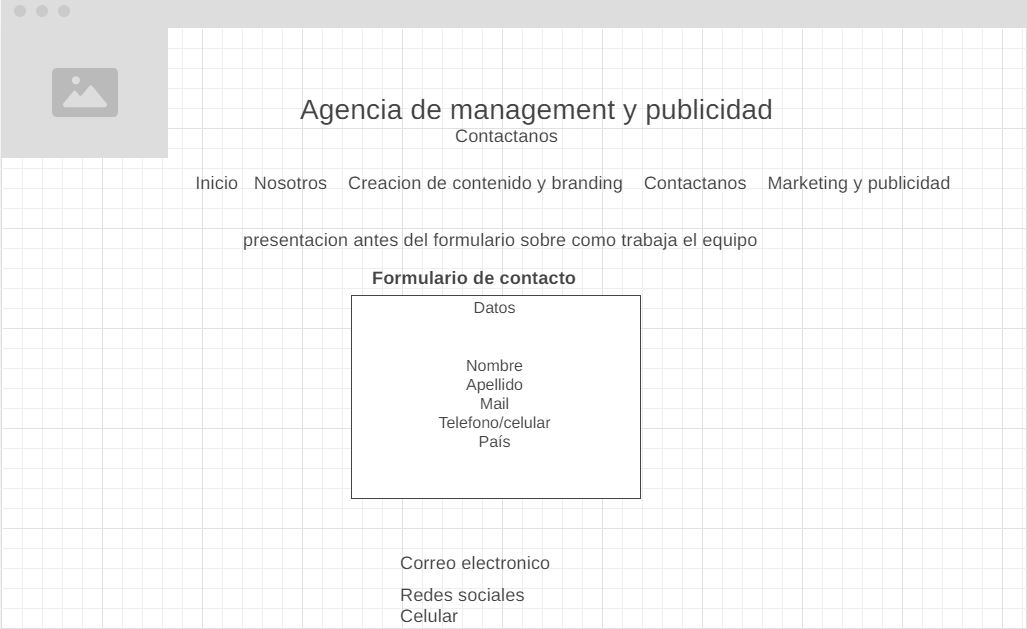 Agencia de management y publicidad
Contactanos
Inicio Nosotros Creacion de contenido y branding Contactanos Marketing y publicidad
presentacion antes del formulario sobre como trabaja el equipo
Formulario de contacto
Datos
Nombre
Apellido
Mail
Telefono/celular
País
Correo electronico
Redes sociales
Celular